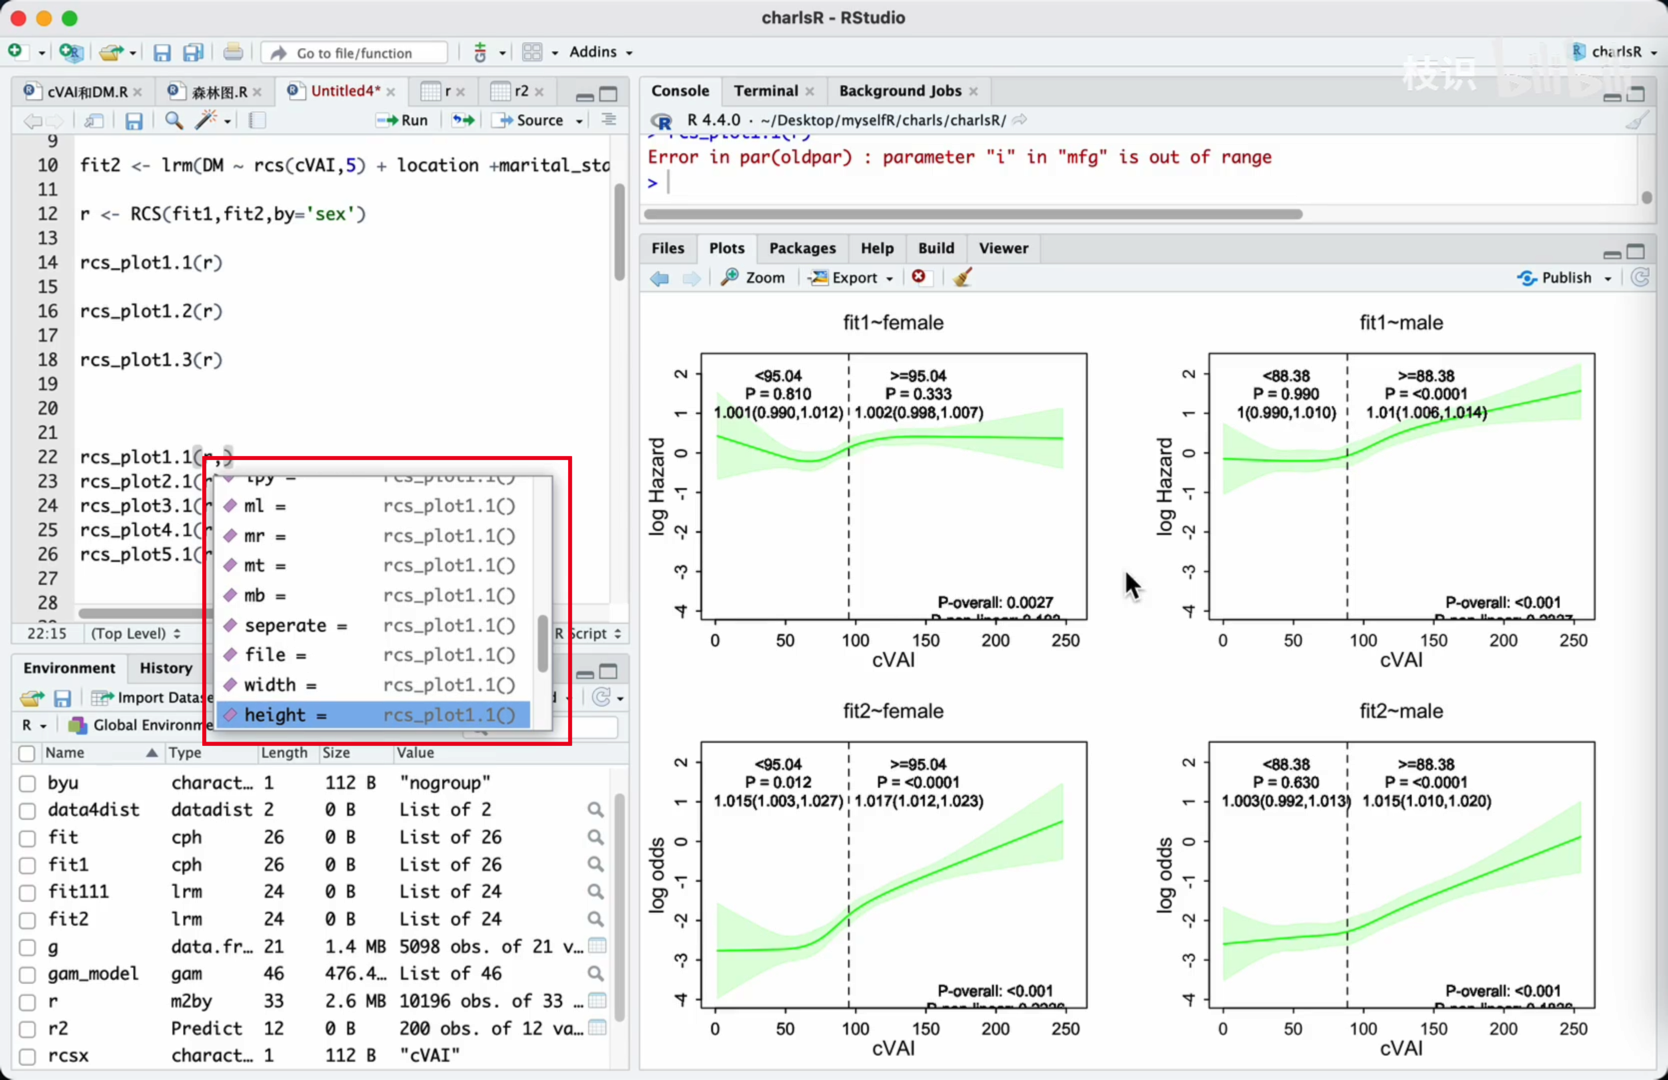 charlsR - RStudio
Go to file/function
Addins
charlsR
枝识 bilibili
cVAI和DM.R
森林图.R
Untitled4*
r
r2
Run
Source
9
10 fit2 <- lrm(DM ~ rcs(cVAI,5) + location +marital_sta
11
12 r <- RCS(fit1,fit2,by='sex')
13
14 rcs_plot1.1(r)
15
16 rcs_plot1.2(r)
17
18 rcs_plot1.3(r)
19
20
21
22 rcs_plot1.1(r,)
23 rcs_plot2.1(r
24 rcs_plot3.1(r
25 rcs_plot4.1(r
26 rcs_plot5.1(r
27
28
ml = rcs_plot1.1()
mr = rcs_plot1.1()
mt = rcs_plot1.1()
mb = rcs_plot1.1()
seperate = rcs_plot1.1()
file = rcs_plot1.1()
width = rcs_plot1.1()
height = rcs_plot1.1()
22:15 (Top Level) R Script
Environment History
Import Datase
R Global Environme
Name Type Length Size Value
byu charact… 1 112 B "nogroup"
data4dist datadist 2 0 B List of 2
fit cph 26 0 B List of 26
fit1 cph 26 0 B List of 26
fit111 lrm 24 0 B List of 24
fit2 lrm 24 0 B List of 24
g data.fr… 21 1.4 MB 5098 obs. of 21 v…
gam_model gam 46 476.4… List of 46
r m2by 33 2.6 MB 10196 obs. of 33 …
r2 Predict 12 0 B 200 obs. of 12 va…
rcsx charact… 1 112 B "cVAI"
Console Terminal Background Jobs
R 4.4.0 · ~/Desktop/myselfR/charls/charlsR/
> rcs_plot1.1(r)
Error in par(oldpar) : parameter "i" in "mfg" is out of range
>
Files Plots Packages Help Build Viewer
Zoom Export Publish
fit1~female
<95.04 >=95.04
P = 0.810 P = 0.333
1.001(0.990,1.012) 1.002(0.998,1.007)
log Hazard
2
1
0
-1
-2
-3
-4
P-overall: 0.0027
0 50 100 150 200 250
cVAI
fit1~male
<88.38 >=88.38
P = 0.990 P = <0.0001
1(0.990,1.010) 1.01(1.006,1.014)
log Hazard
2
1
0
-1
-2
-3
-4
P-overall: <0.001
0 50 100 150 200 250
cVAI
fit2~female
<95.04 >=95.04
P = 0.012 P = <0.0001
1.015(1.003,1.027) 1.017(1.012,1.023)
log odds
2
1
0
-1
-2
-3
-4
P-overall: <0.001
0 50 100 150 200 250
cVAI
fit2~male
<88.38 >=88.38
P = 0.630 P = <0.0001
1.003(0.992,1.013) 1.015(1.010,1.020)
log odds
2
1
0
-1
-2
-3
-4
P-overall: <0.001
0 50 100 150 200 250
cVAI